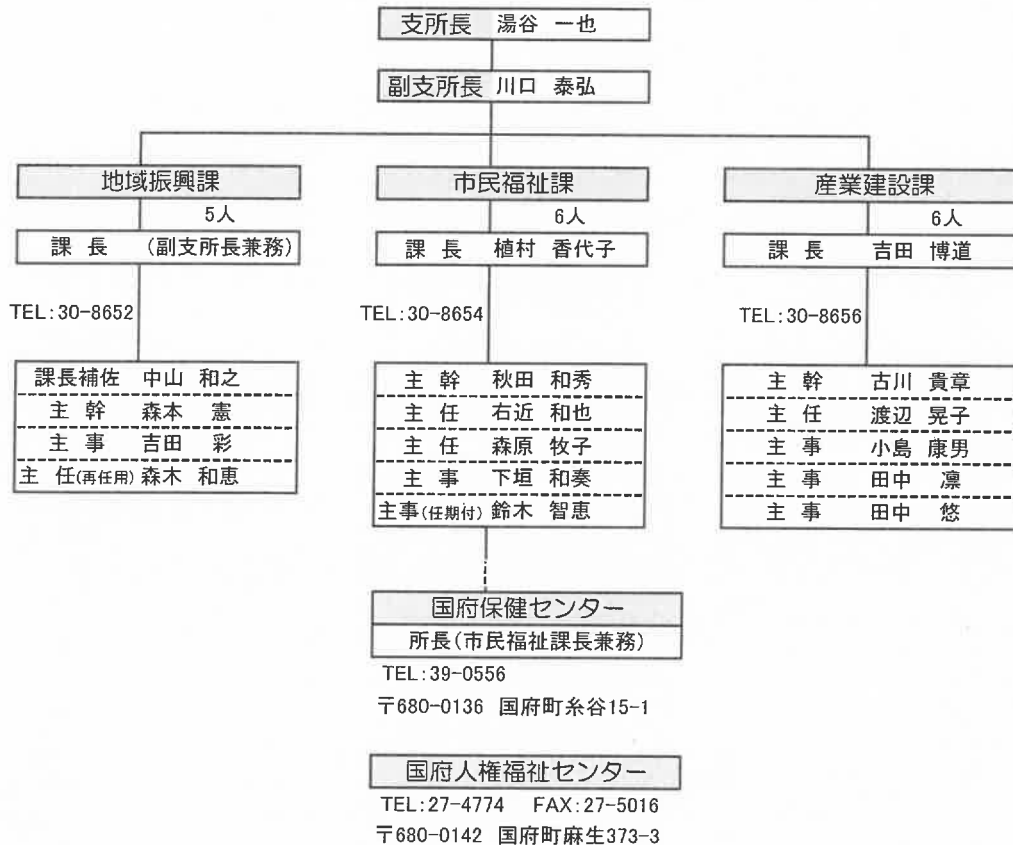 支所長 湯谷 一也
副支所長 川口 泰弘
地域振興課
5人
課 長 (副支所長兼務)
TEL:30-8652
課長補佐 中山 和之
主 幹 森本 憲
主 事 吉田 彩
主 任(再任用) 森木 和恵
市民福祉課
6人
課 長 植村 香代子
TEL:30-8654
主 幹 秋田 和秀
主 任 右近 和也
主 任 森原 牧子
主 事 下垣 和奏
主事(任期付) 鈴木 智恵
産業建設課
6人
課 長 吉田 博道
TEL:30-8656
主 幹 古川 貴章
主 任 渡辺 晃子
主 事 小島 康男
主 事 田中 凛
主 事 田中 悠
国府保健センター
所長(市民福祉課長兼務)
TEL:39-0556
〒680-0136 国府町糸谷15-1
国府人権福祉センター
TEL:27-4774 FAX:27-5016
〒680-0142 国府町麻生373-3